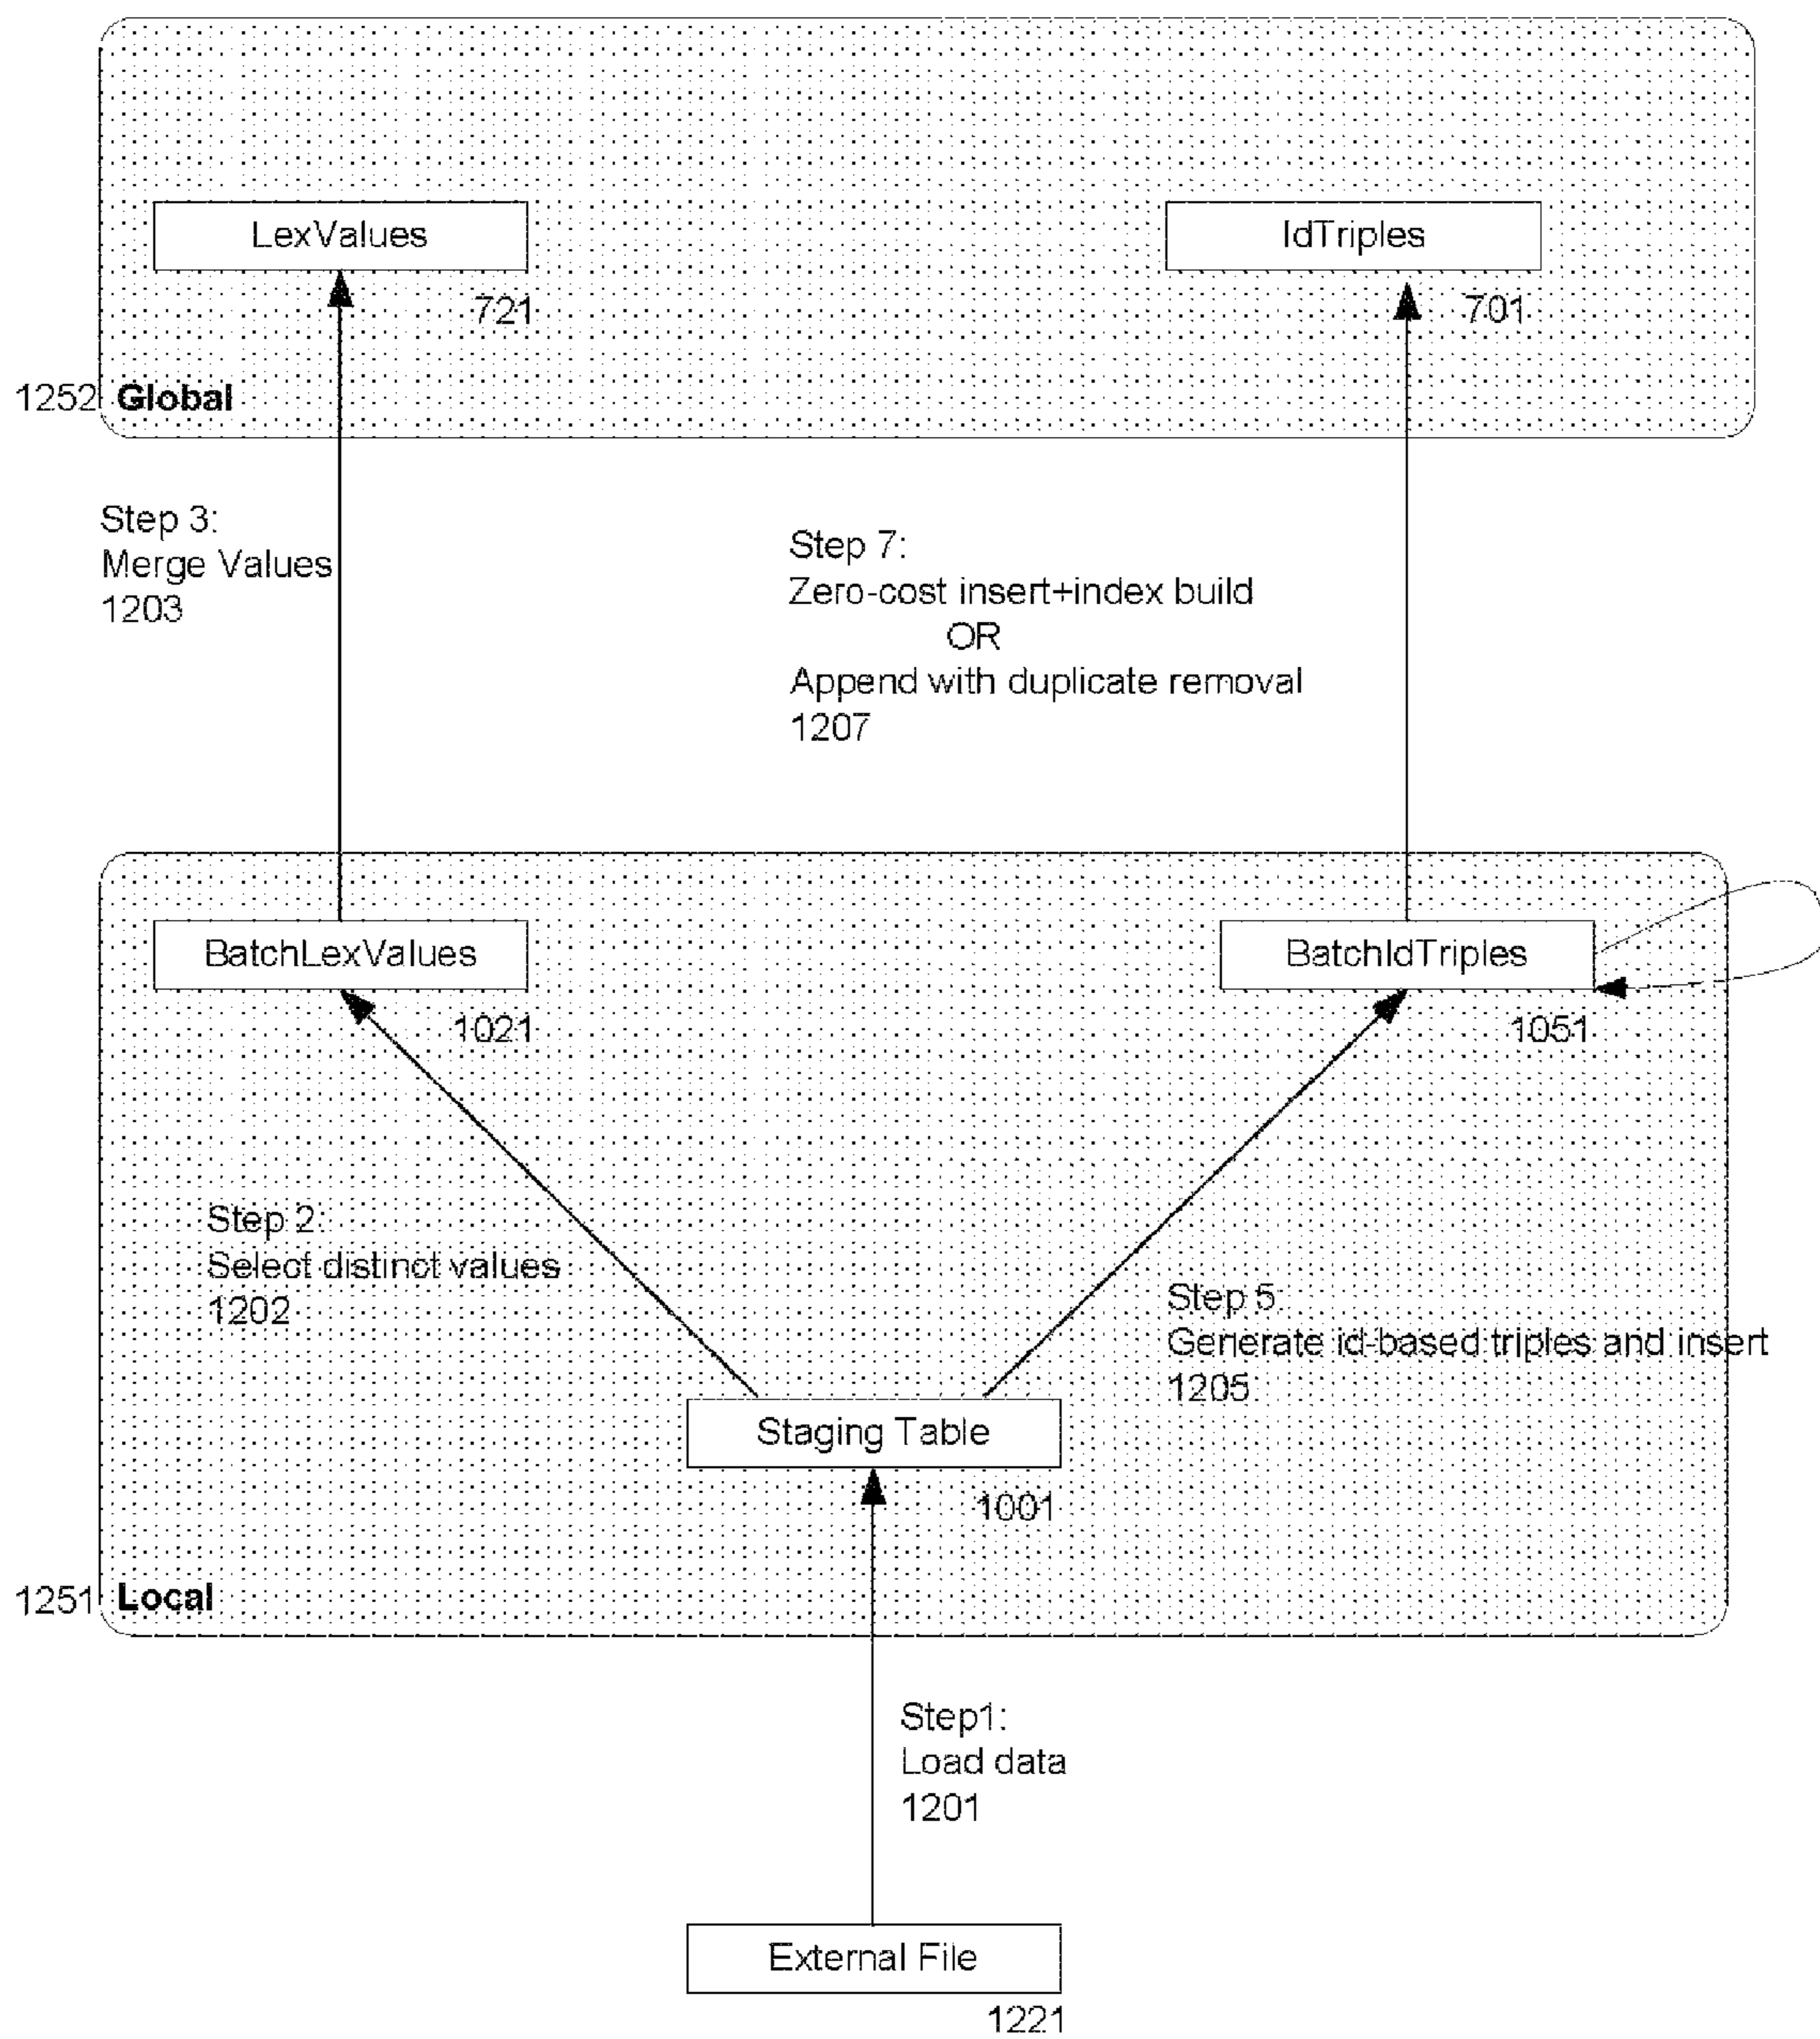 LexValues
721
IdTriples
701
1252 Global
Step 3:
Merge Values
1203
Step 7:
Zero-cost insert+index build
OR
Append with duplicate removal
1207
BatchLexValues
1021
BatchIdTriples
1051
Step 2:
Select distinct values
1202
Step 5
Generate id-based triples and insert
1205
Staging Table
1001
1251 Local
Step1:
Load data
1201
External File
1221